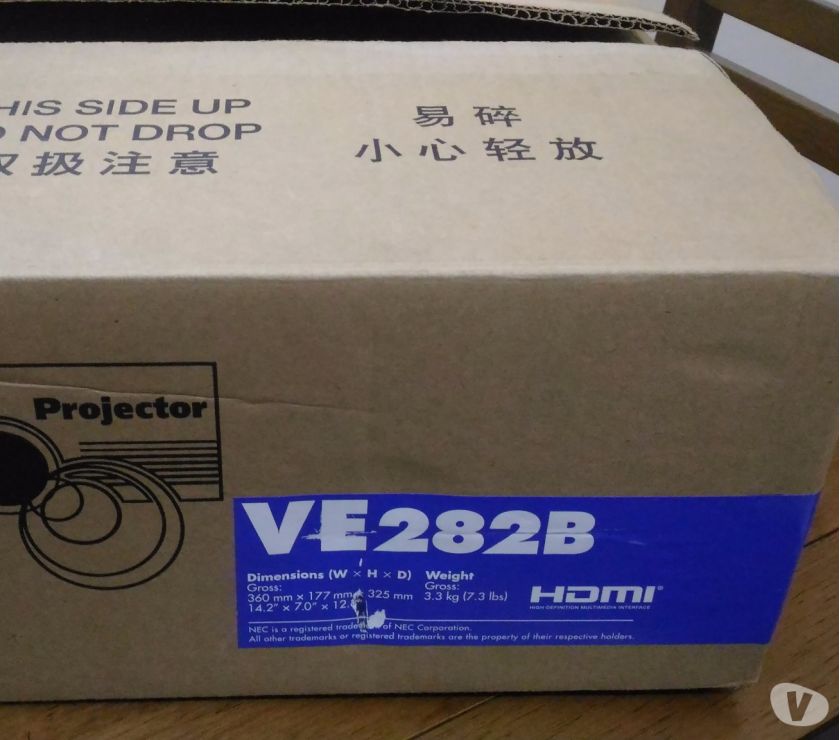 HIS SIDE UP
NOT DROP
扱注意
易碎
小心轻放
Projector
VE282B
Dimensions (W × H × D) Weight
Gross: Gross:
360 mm × 177 mm × 325 mm 3.3 kg (7.3 lbs)
14.2" × 7.0" × 12.
HDMI®
HIGH DEFINITION MULTIMEDIA INTERFACE
NEC is a registered trademark of NEC Corporation.
All other trademarks or registered trademarks are the property of their respective holders.
V